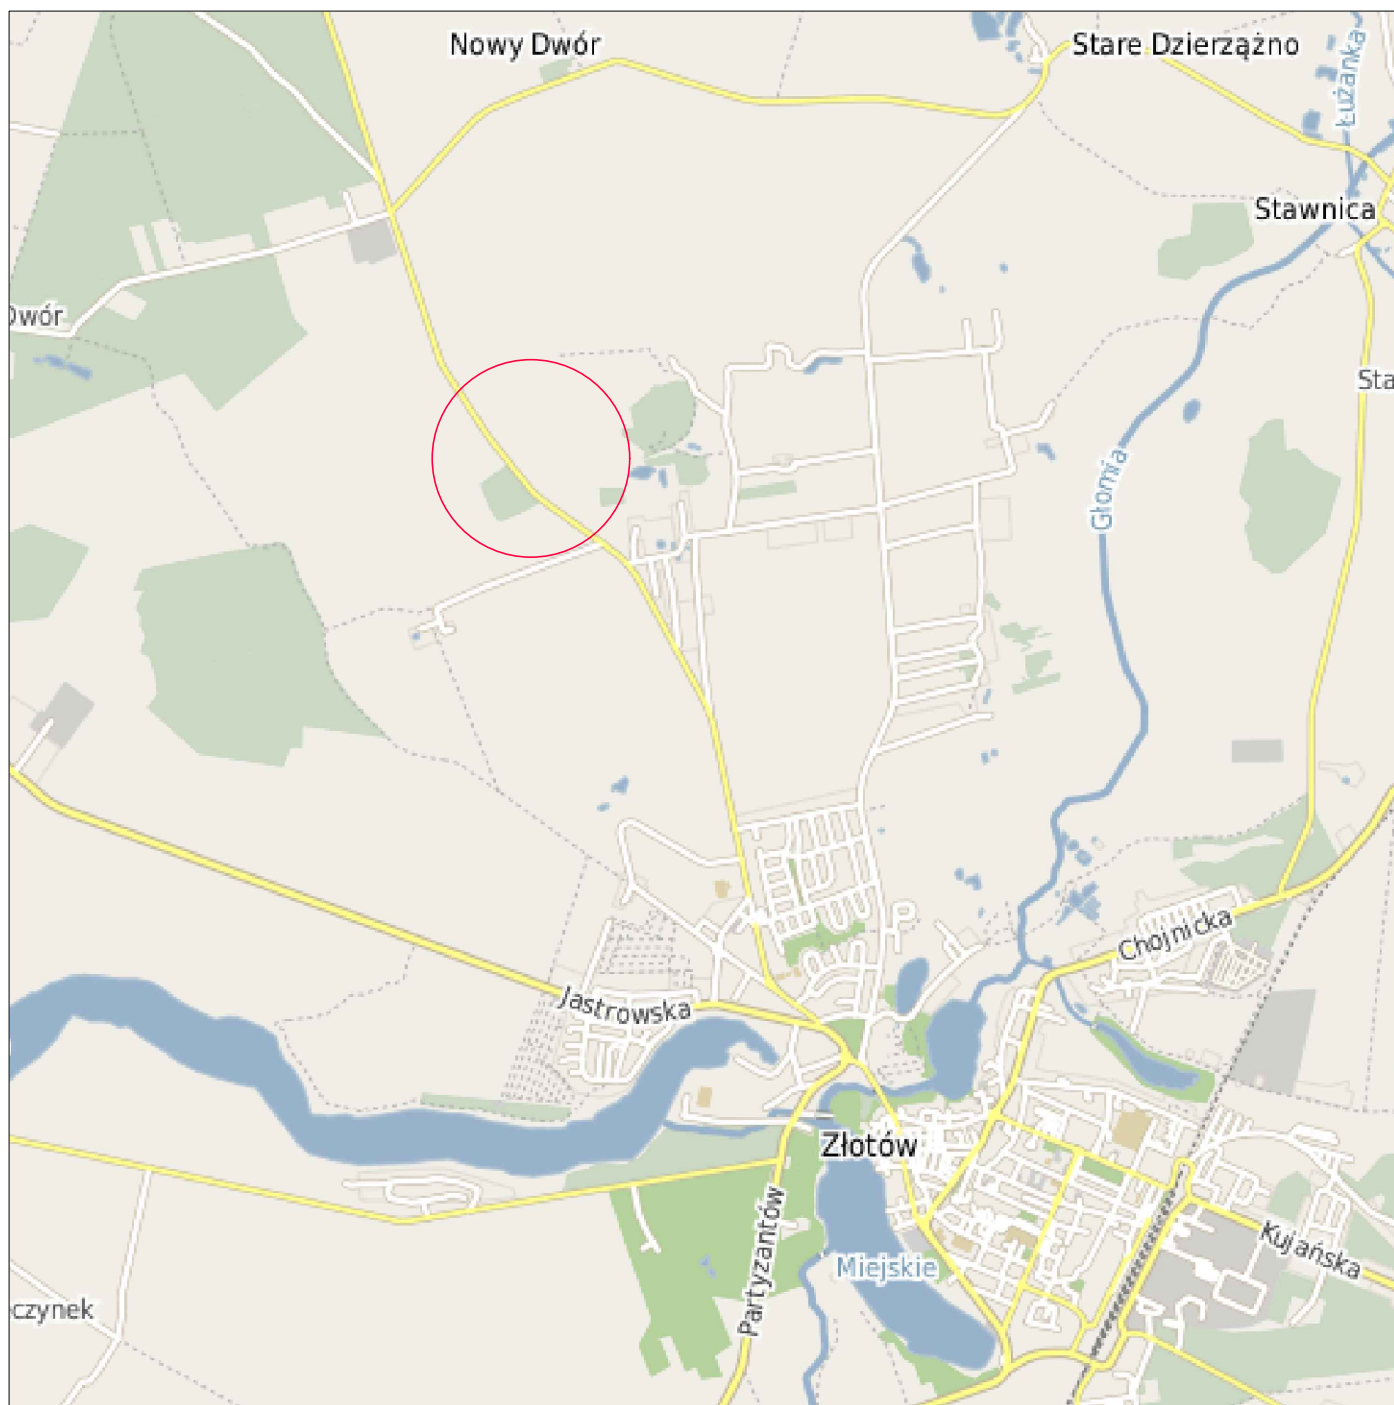 Nowy Dwór
Stare Dzierzążno
Łużanka
Stawnica
Dwór
Sta
Głomia
Chojnicka
Jastrowska
Złotów
Partyzantów
Miejskie
Kujańska
czynek